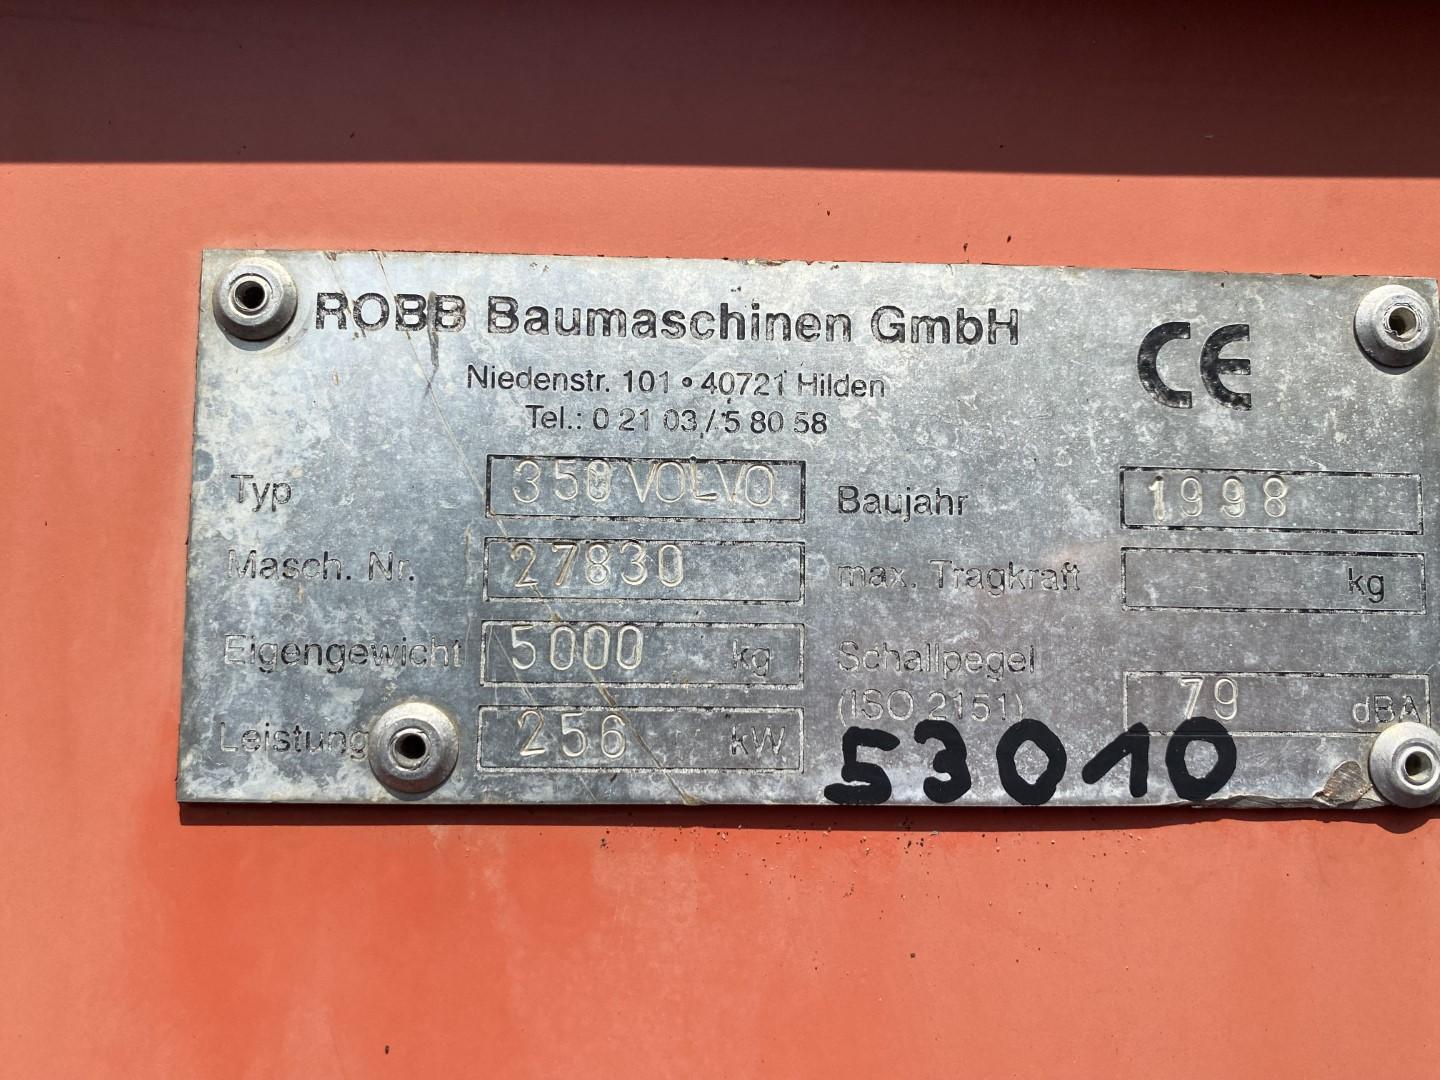 ROBB Baumaschinen GmbH
CE
Niedenstr. 101 • 40721 Hilden
Tel.: 0 21 03 / 5 80 58
Typ 350 VOLVO Baujahr 1998
Masch. Nr. 27830 max. Tragkraft kg
Eigengewicht 5000 kg Schallpegel
(ISO 2151) 79 dBA
Leistung 256 kW
53010